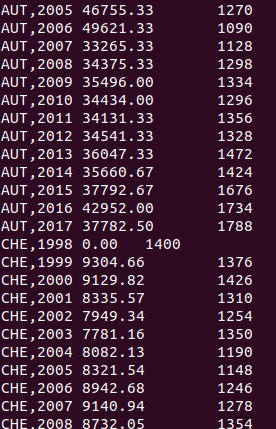 AUT,2005 46755.33 1270
AUT,2006 49621.33 1090
AUT,2007 33265.33 1128
AUT,2008 34375.33 1298
AUT,2009 35496.00 1334
AUT,2010 34434.00 1296
AUT,2011 34131.33 1356
AUT,2012 34541.33 1328
AUT,2013 36047.33 1472
AUT,2014 35660.67 1424
AUT,2015 37792.67 1676
AUT,2016 42952.00 1734
AUT,2017 37782.50 1788
CHE,1998 0.00 1400
CHE,1999 9304.66 1376
CHE,2000 9129.82 1426
CHE,2001 8335.57 1310
CHE,2002 7949.34 1254
CHE,2003 7781.16 1350
CHE,2004 8082.13 1190
CHE,2005 8321.54 1148
CHE,2006 8942.68 1246
CHE,2007 9140.94 1278
CHE,2008 8732.05 1354